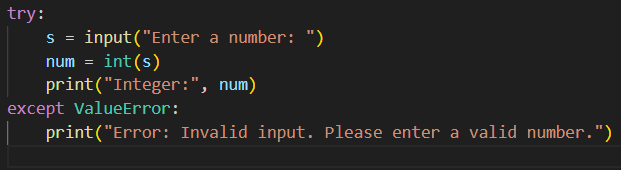 try:
    s = input("Enter a number: ")
    num = int(s)
    print("Integer:", num)
except ValueError:
    print("Error: Invalid input. Please enter a valid number.")